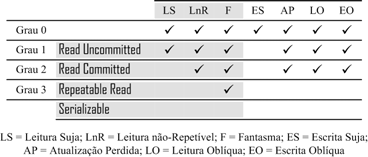 LS LnR F ES AP LO EO
Grau 0 ✓ ✓ ✓ ✓ ✓ ✓ ✓
Grau 1 Read Uncommitted ✓ ✓ ✓ ✓ ✓ ✓
Grau 2 Read Committed ✓ ✓ ✓ ✓ ✓
Grau 3 Repeatable Read ✓
Serializable
LS = Leitura Suja; LnR = Leitura não-Repetível; F = Fantasma; ES = Escrita Suja;
AP = Atualização Perdida; LO = Leitura Oblíqua; EO = Escrita Oblíqua